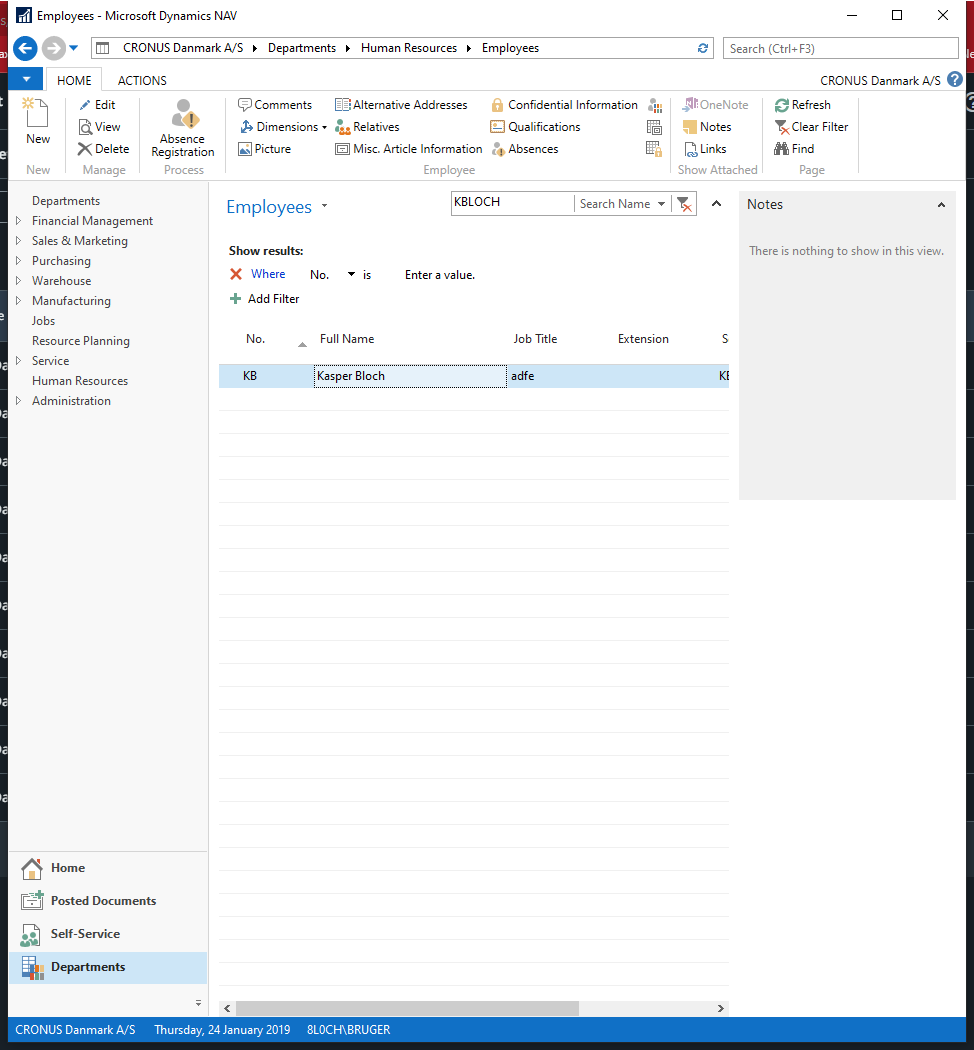 Employees - Microsoft Dynamics NAV
CRONUS Danmark A/S Departments Human Resources Employees
Search (Ctrl+F3)
HOME ACTIONS
CRONUS Danmark A/S
New
New
Edit
View
Delete
Manage
Absence
Registration
Process
Comments
Dimensions
Picture
Alternative Addresses
Relatives
Misc. Article Information
Confidential Information
Qualifications
Absences
Employee
OneNote
Notes
Links
Show Attached
Refresh
Clear Filter
Find
Page
Departments
Financial Management
Sales & Marketing
Purchasing
Warehouse
Manufacturing
Jobs
Resource Planning
Service
Human Resources
Administration
Home
Posted Documents
Self-Service
Departments
Employees
KBLOCH
Search Name
Show results:
Where No. is Enter a value.
Add Filter
No. Full Name Job Title Extension S
KB Kasper Bloch adfe KB
Notes
There is nothing to show in this view.
CRONUS Danmark A/S Thursday, 24 January 2019 8L0CH\BRUGER